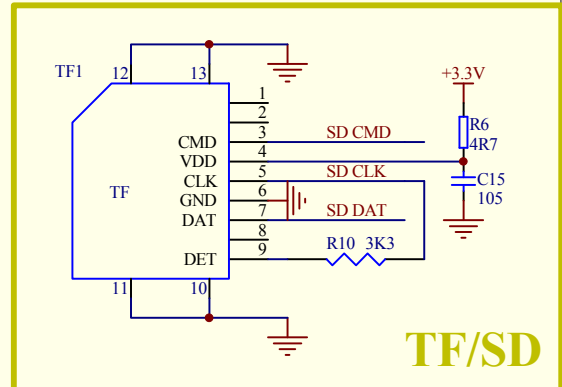 TF1
12
13
+3.3V
1
2
CMD 3 SD CMD
R6
4R7
VDD 4
CLK 5 SD CLK
C15
105
TF
GND 6
DAT 7 SD DAT
8
DET 9 R10 3K3
11
10
TF/SD